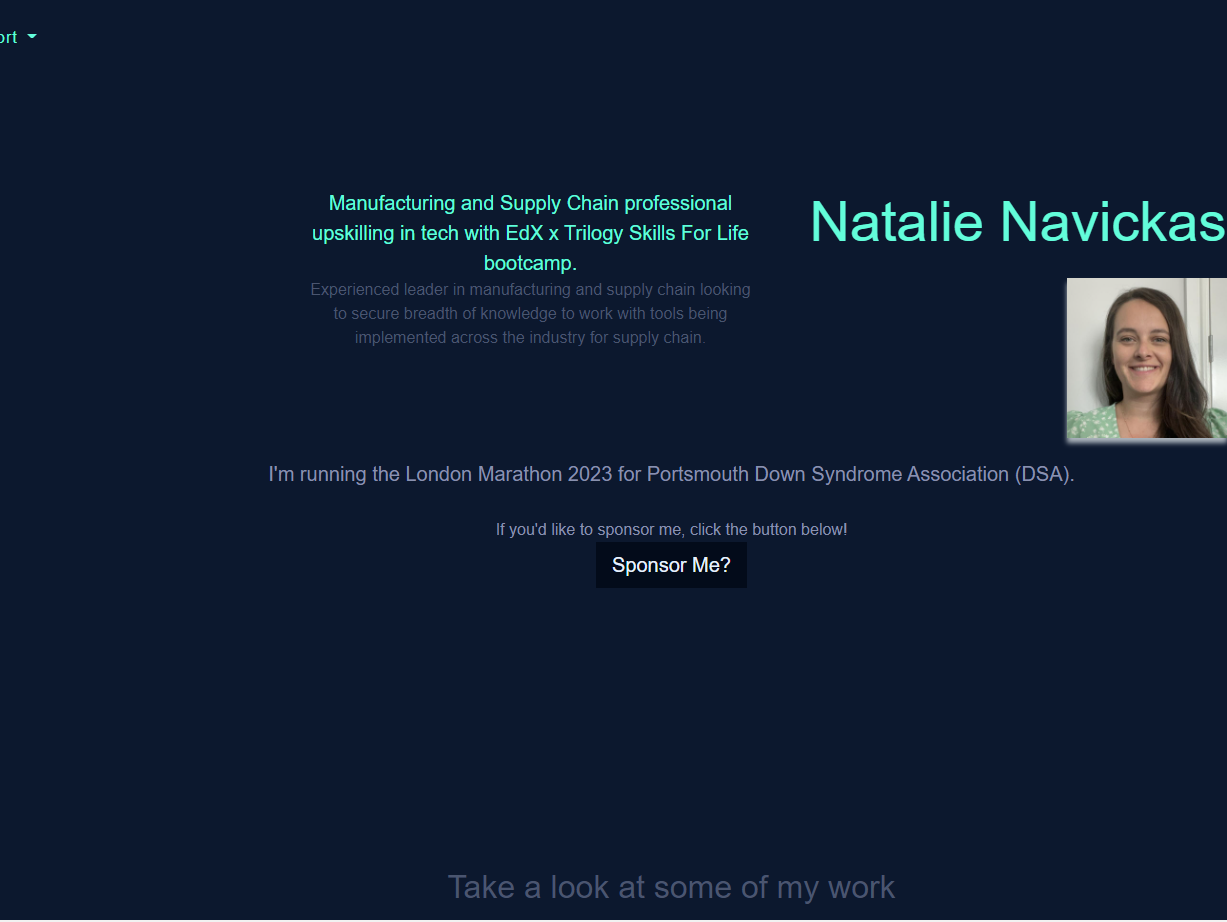 Manufacturing and Supply Chain professional
upskilling in tech with EdX x Trilogy Skills For Life
bootcamp.
Experienced leader in manufacturing and supply chain looking
to secure breadth of knowledge to work with tools being
implemented across the industry for supply chain.
Natalie Navickas
I'm running the London Marathon 2023 for Portsmouth Down Syndrome Association (DSA).
If you'd like to sponsor me, click the button below!
Sponsor Me?
Take a look at some of my work